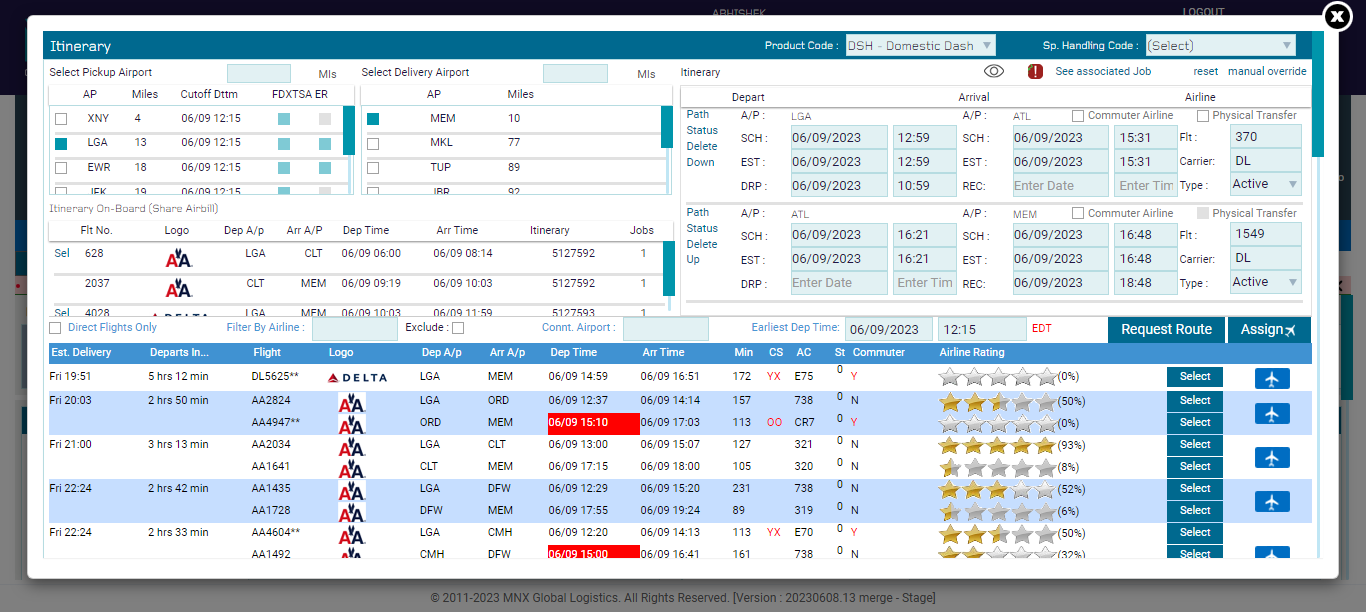 ABHISHEK
LOGOUT
Itinerary
Product Code : DSH - Domestic Dash
Sp. Handling Code : (Select)
Select Pickup Airport MIs
Select Delivery Airport MIs
Itinerary
See associated Job
reset manual override
AP Miles Cutoff Dttm FDXTSA ER
XNY 4 06/09 12:15
LGA 13 06/09 12:15
EWR 18 06/09 12:15
JFK 19 06/09 12:15
AP Miles
MEM 10
MKL 77
TUP 89
JBR 92
Depart Arrival Airline
Path A/P : LGA A/P : ATL Commuter Airline Physical Transfer
Status SCH : 06/09/2023 12:59 SCH : 06/09/2023 15:31 Flt : 370
Delete
Down EST : 06/09/2023 12:59 EST : 06/09/2023 15:31 Carrier: DL
DRP : 06/09/2023 10:59 REC: Enter Date Enter Tim Type : Active
Path A/P : ATL A/P : MEM Commuter Airline Physical Transfer
Status SCH : 06/09/2023 16:21 SCH : 06/09/2023 16:48 Flt : 1549
Delete
Up EST : 06/09/2023 16:21 EST : 06/09/2023 16:48 Carrier: DL
DRP : Enter Date Enter Tim REC: 06/09/2023 18:48 Type : Active
Itinerary On-Board (Share Airbill)
Flt No. Logo Dep A/p Arr A/P Dep Time Arr Time Itinerary Jobs
Sel 628 AA LGA CLT 06/09 06:00 06/09 08:14 5127592 1
2037 AA CLT MEM 06/09 09:19 06/09 10:03 5127592 1
Sel 4028 DELTA LGA MEM 06/09 10:03 06/09 11:59 5127592 1
Direct Flights Only Filter By Airline : Exclude : Connt. Airport : Earliest Dep Time: 06/09/2023 12:15 EDT Request Route Assign
Est. Delivery Departs In... Flight Logo Dep A/p Arr A/p Dep Time Arr Time Min CS AC St Commuter Airline Rating
Fri 19:51 5 hrs 12 min DL5625** DELTA LGA MEM 06/09 14:59 06/09 16:51 172 YX E75 0 Y (0%) Select
Fri 20:03 2 hrs 50 min AA2824 AA LGA ORD 06/09 12:37 06/09 14:14 157 738 0 N (50%) Select
AA4947** AA ORD MEM 06/09 15:10 06/09 17:03 113 OO CR7 0 Y (0%) Select
Fri 21:00 3 hrs 13 min AA2034 AA LGA CLT 06/09 13:00 06/09 15:07 127 321 0 N (93%) Select
AA1641 AA CLT MEM 06/09 17:15 06/09 18:00 105 320 0 N (8%) Select
Fri 22:24 2 hrs 42 min AA1435 AA LGA DFW 06/09 12:29 06/09 15:20 231 738 0 N (52%) Select
AA1728 AA DFW MEM 06/09 17:55 06/09 19:24 89 319 0 N (6%) Select
Fri 22:24 2 hrs 33 min AA4604** AA LGA CMH 06/09 12:20 06/09 14:13 113 YX E70 0 Y (50%) Select
AA1492 AA CMH DFW 06/09 15:00 06/09 16:41 161 738 0 N (32%) Select
© 2011-2023 MNX Global Logistics. All Rights Reserved. [Version : 20230608.13 merge - Stage]